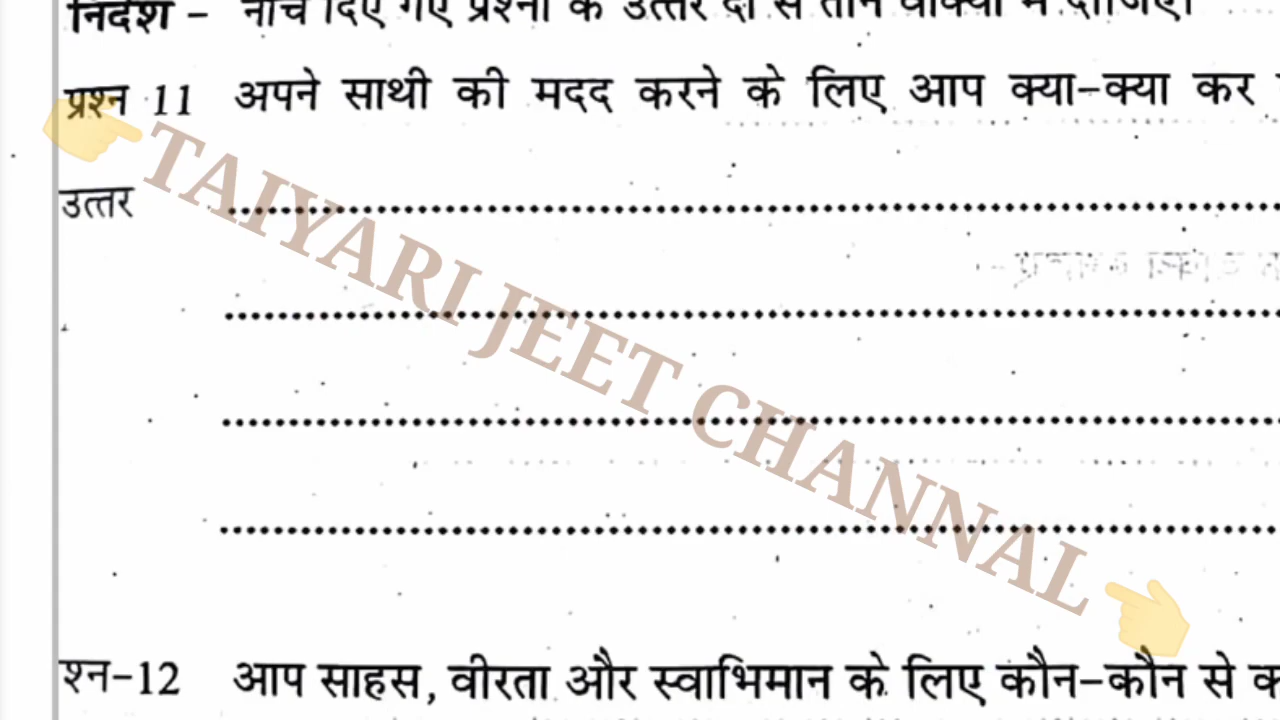 निर्देश - नीचे दिए गए प्रश्नों के उत्तर दो से तीन वाक्यों में दीजिए।
प्रश्न 11 अपने साथी की मदद करने के लिए आप क्या-क्या कर
उत्तर
TAIYARI JEET CHANNAL
श्न-12 आप साहस, वीरता और स्वाभिमान के लिए कौन-कौन से